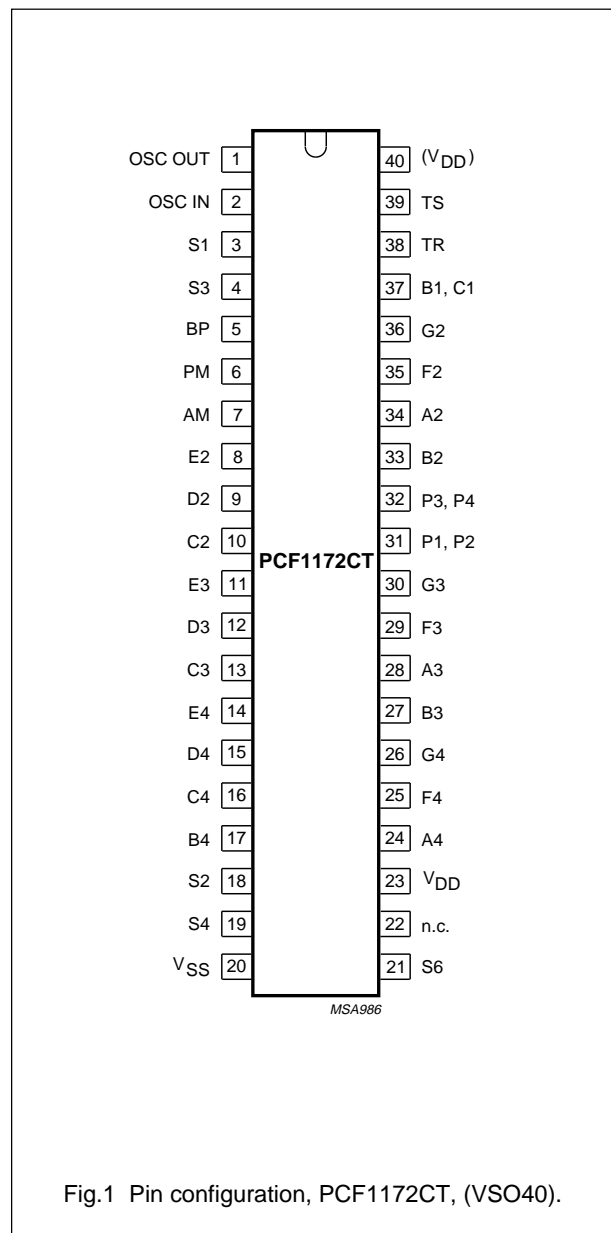 OSC OUT 1 40 (VDD)
OSC IN 2 39 TS
S1 3 38 TR
S3 4 37 B1, C1
BP 5 36 G2
PM 6 35 F2
AM 7 34 A2
E2 8 33 B2
D2 9 32 P3, P4
C2 10 31 P1, P2
PCF1172CT
E3 11 30 G3
D3 12 29 F3
C3 13 28 A3
E4 14 27 B3
D4 15 26 G4
C4 16 25 F4
B4 17 24 A4
S2 18 23 VDD
S4 19 22 n.c.
VSS 20 21 S6
MSA986
Fig.1 Pin configuration, PCF1172CT, (VSO40).